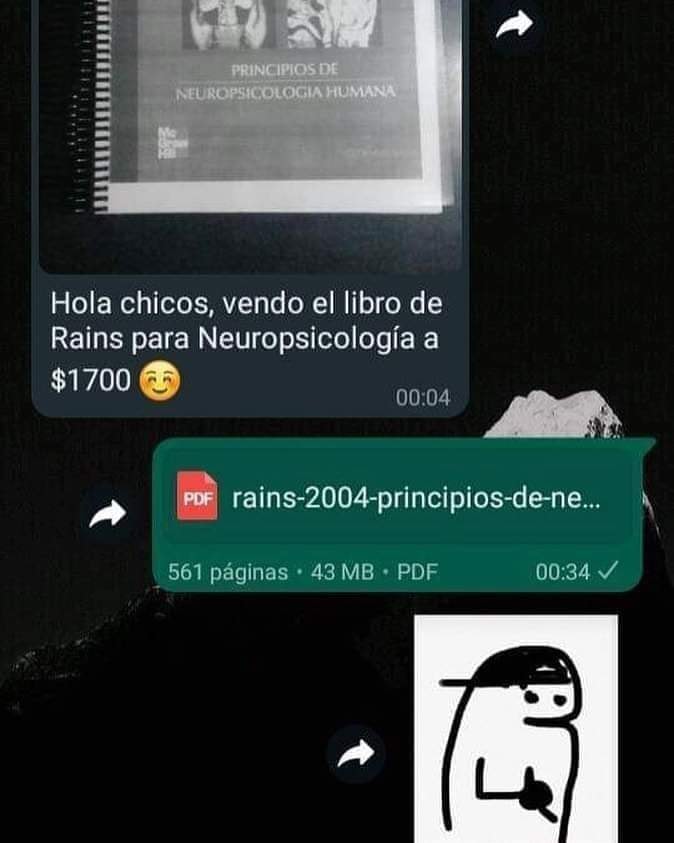 PRINCIPIOS DE
NEUROPSICOLOGIA HUMANA
Mc
Graw
Hill
Hola chicos, vendo el libro de
Rains para Neuropsicología a
$1700 ☺️
00:04
PDF
rains-2004-principios-de-ne...
561 páginas • 43 MB • PDF
00:34